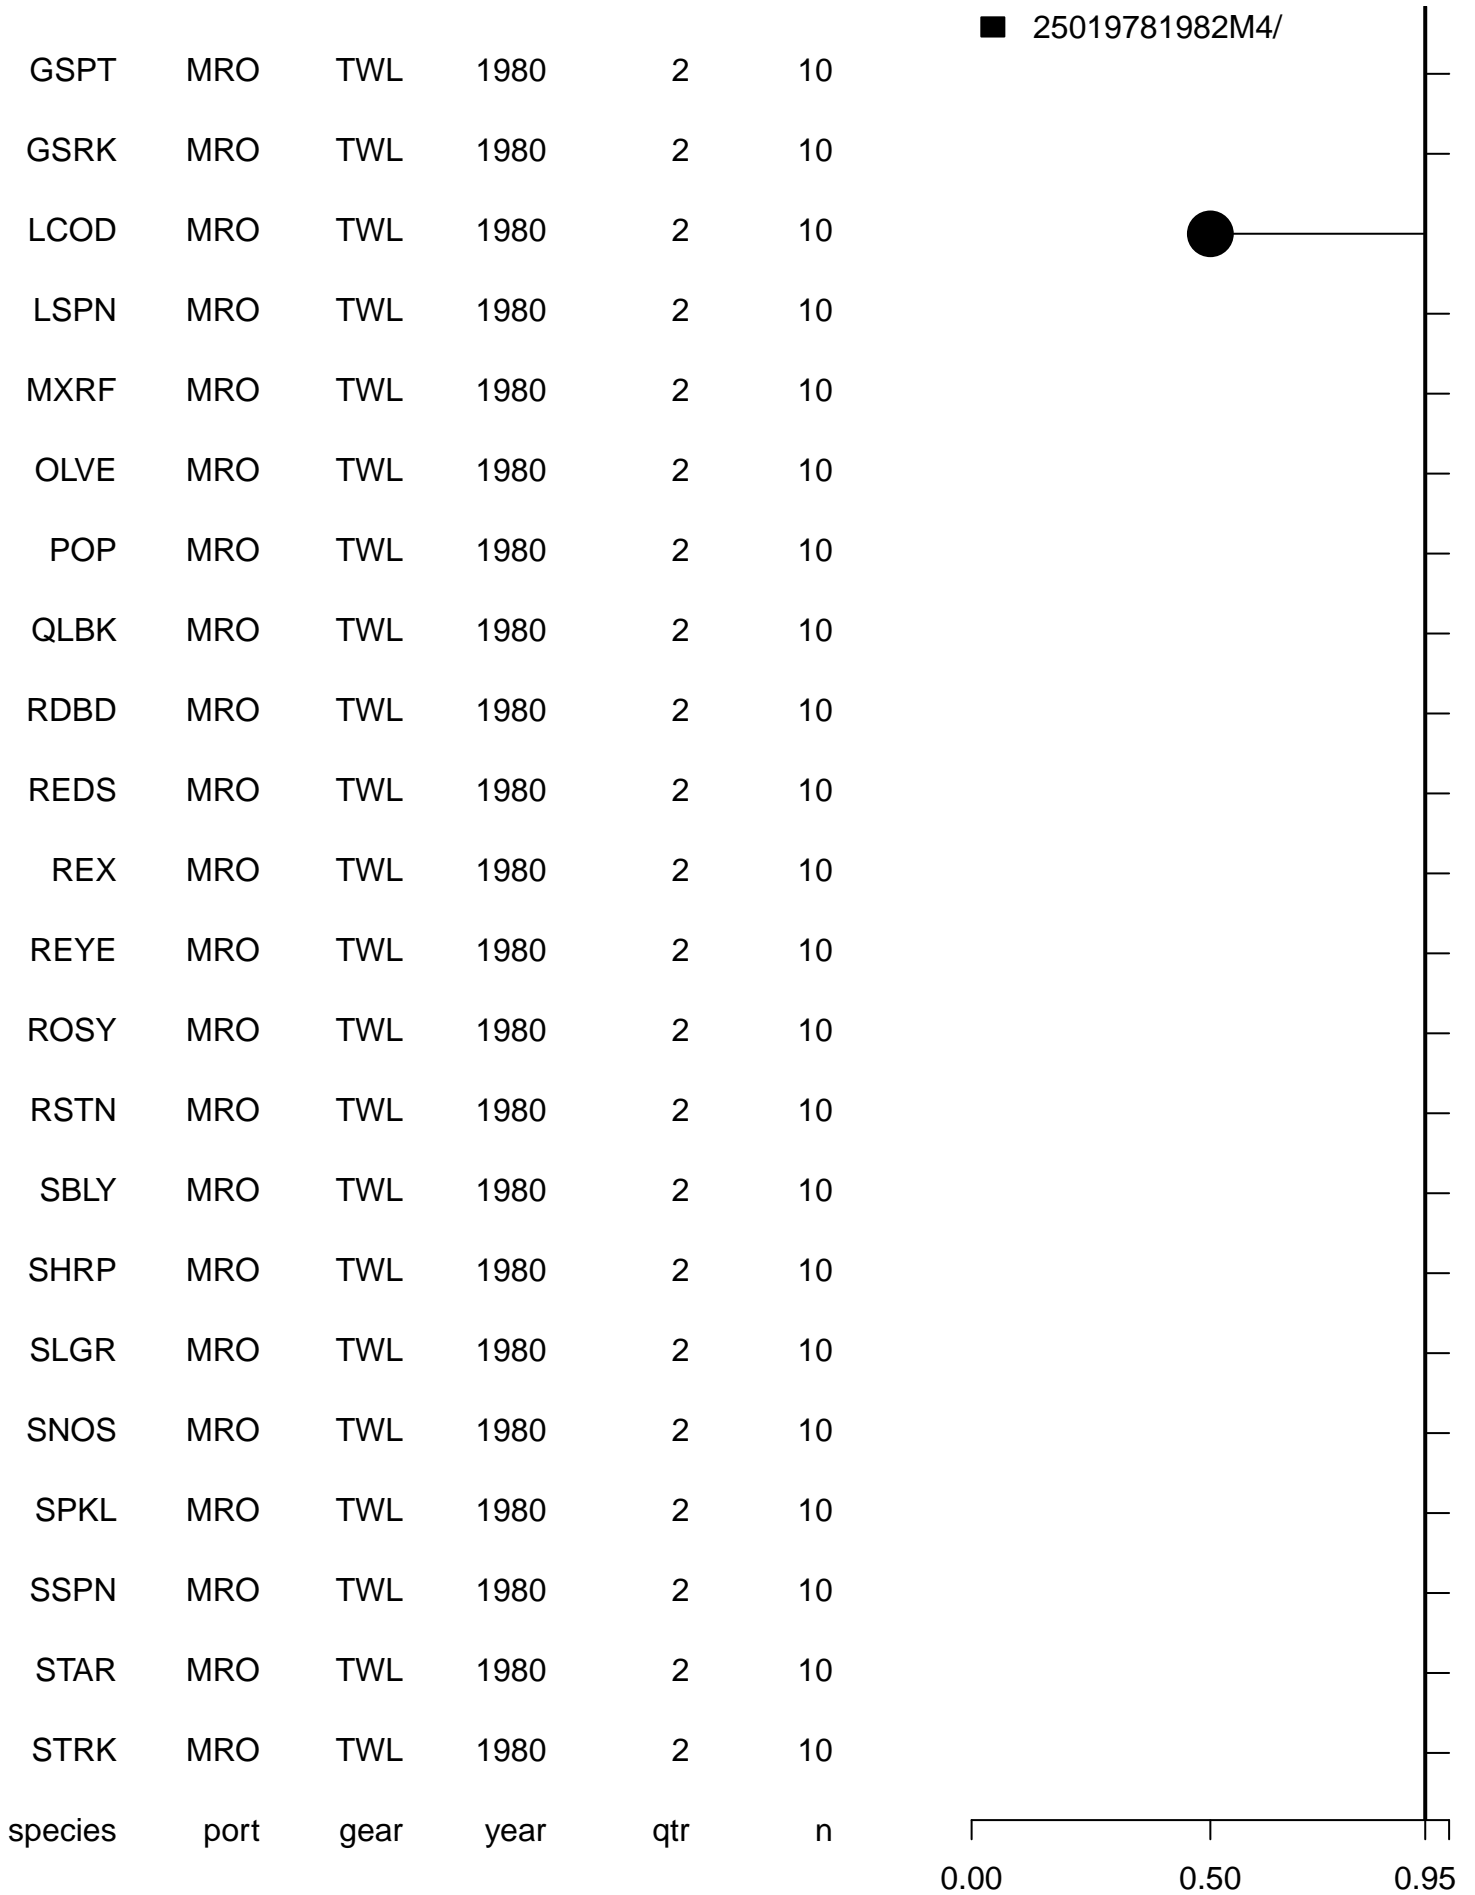 25019781982M4/
GSPT MRO TWL 1980 2 10
GSRK MRO TWL 1980 2 10
LCOD MRO TWL 1980 2 10
LSPN MRO TWL 1980 2 10
MXRF MRO TWL 1980 2 10
OLVE MRO TWL 1980 2 10
POP MRO TWL 1980 2 10
QLBK MRO TWL 1980 2 10
RDBD MRO TWL 1980 2 10
REDS MRO TWL 1980 2 10
REX MRO TWL 1980 2 10
REYE MRO TWL 1980 2 10
ROSY MRO TWL 1980 2 10
RSTN MRO TWL 1980 2 10
SBLY MRO TWL 1980 2 10
SHRP MRO TWL 1980 2 10
SLGR MRO TWL 1980 2 10
SNOS MRO TWL 1980 2 10
SPKL MRO TWL 1980 2 10
SSPN MRO TWL 1980 2 10
STAR MRO TWL 1980 2 10
STRK MRO TWL 1980 2 10
species port gear year qtr n
0.00 0.50 0.95